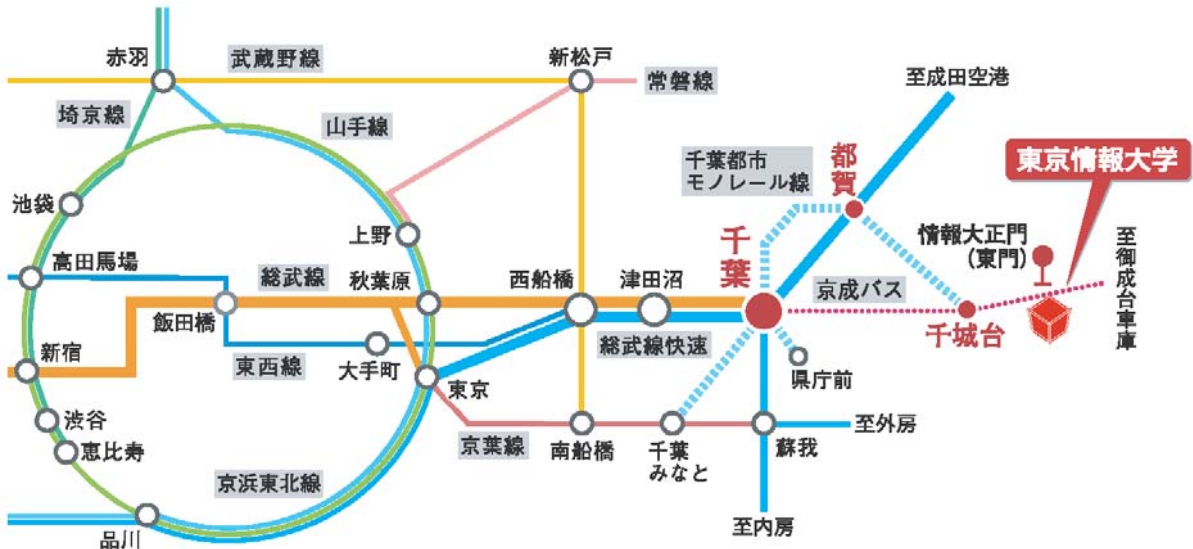 赤羽
武蔵野線
新松戸
常磐線
至成田空港
埼京線
山手線
千葉都市
モノレール線
都賀
東京情報大学
池袋
上野
千葉
情報大正門
(東門)
至御成台車庫
高田馬場
総武線
秋葉原
西船橋
津田沼
京成バス
飯田橋
千城台
新宿
東西線
大手町
東京
総武線快速
県庁前
渋谷
恵比寿
京葉線
南船橋
千葉
みなと
蘇我
至外房
京浜東北線
品川
至内房